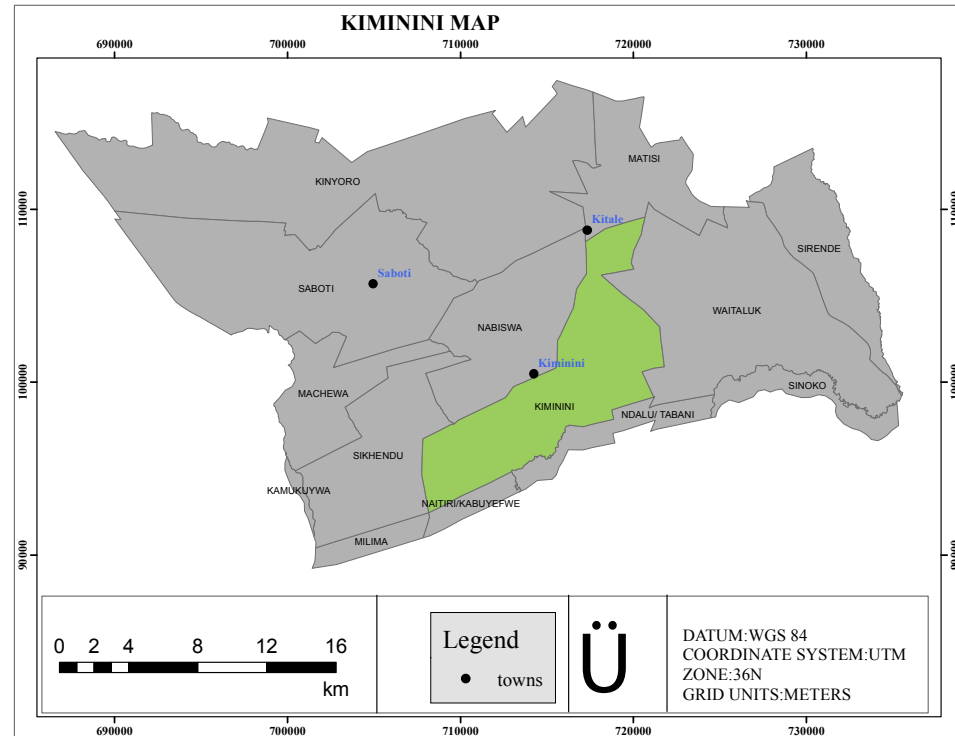 KIMININI MAP
690000
700000
710000
720000
730000
MATISI
KINYORO
110000
110000
Kitale
SIRENDE
Saboti
SABOTI
WAITALUK
NABISWA
Kiminini
100000
100000
SINOKO
MACHEWA
KIMININI
NDALU/ TABANI
SIKHENDU
KAMUKUYWA
NAITIRI/KABUYEFWE
MILIMA
90000
90000
0 2 4 8 12 16
km
Legend
towns
Ü
DATUM:WGS 84
COORDINATE SYSTEM:UTM
ZONE:36N
GRID UNITS:METERS
690000
700000
710000
720000
730000